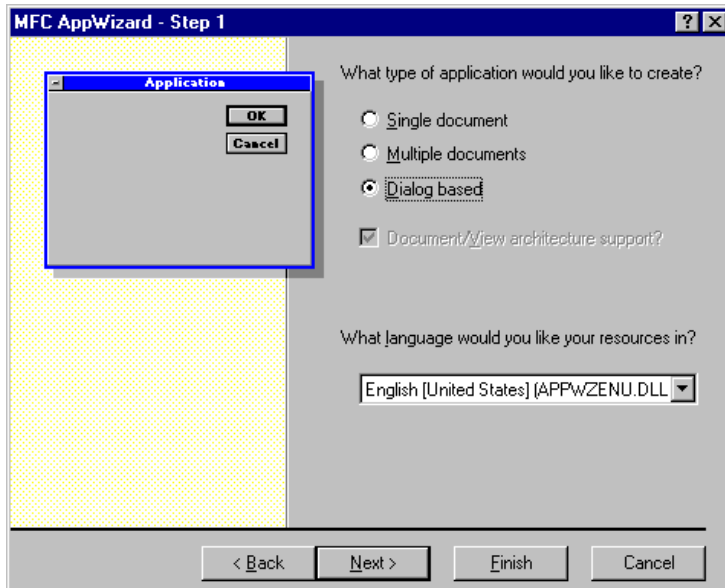 MFC AppWizard - Step 1
Application
OK
Cancel
What type of application would you like to create?
Single document
Multiple documents
Dialog based
Document/View architecture support?
What language would you like your resources in?
English [United States] (APPWZENU.DLL
< Back
Next >
Finish
Cancel